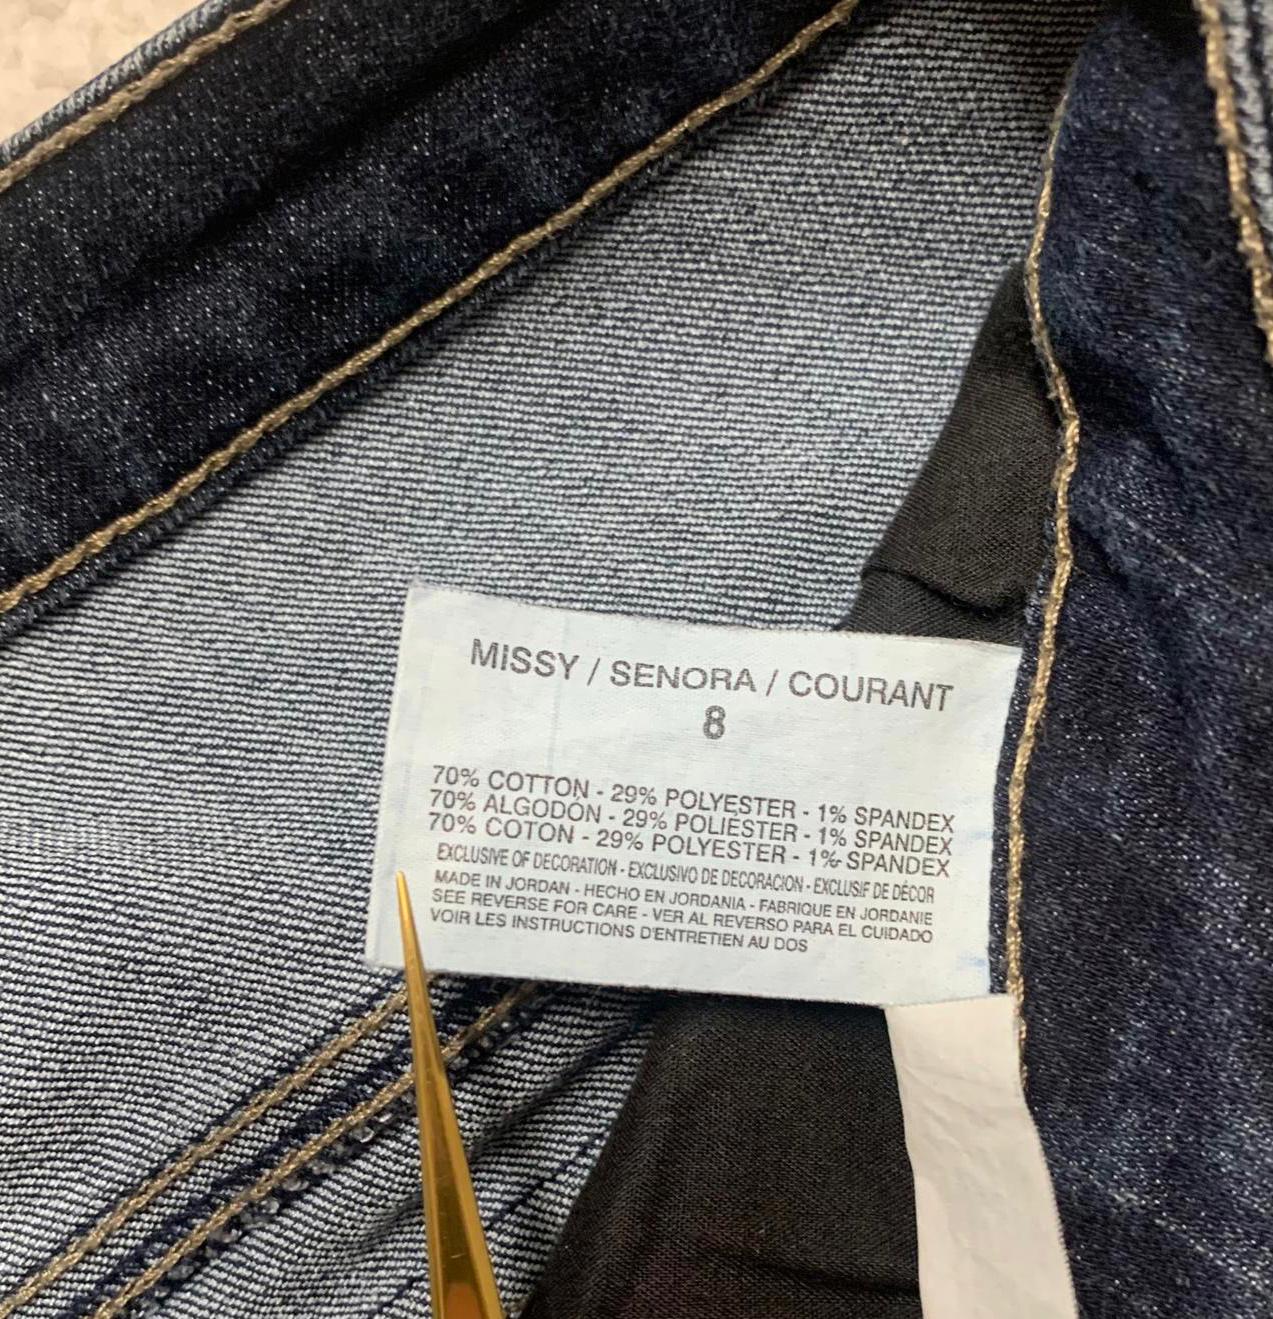 MISSY / SENORA / COURANT
8
70% COTTON - 29% POLYESTER - 1% SPANDEX
70% ALGODÓN - 29% POLIESTER - 1% SPANDEX
70% COTON - 29% POLYESTER - 1% SPANDEX
EXCLUSIVE OF DECORATION - EXCLUSIVO DE DECORACION - EXCLUSIF DE DÉCOR
MADE IN JORDAN - HECHO EN JORDANIA - FABRIQUE EN JORDANIE
SEE REVERSE FOR CARE - VER AL REVERSO PARA EL CUIDADO
VOIR LES INSTRUCTIONS D'ENTRETIEN AU DOS